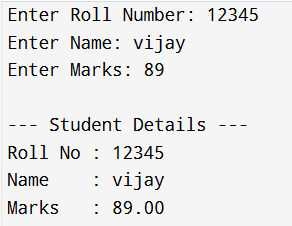 Enter Roll Number: 12345
Enter Name: vijay
Enter Marks: 89

--- Student Details ---
Roll No : 12345
Name    : vijay
Marks   : 89.00